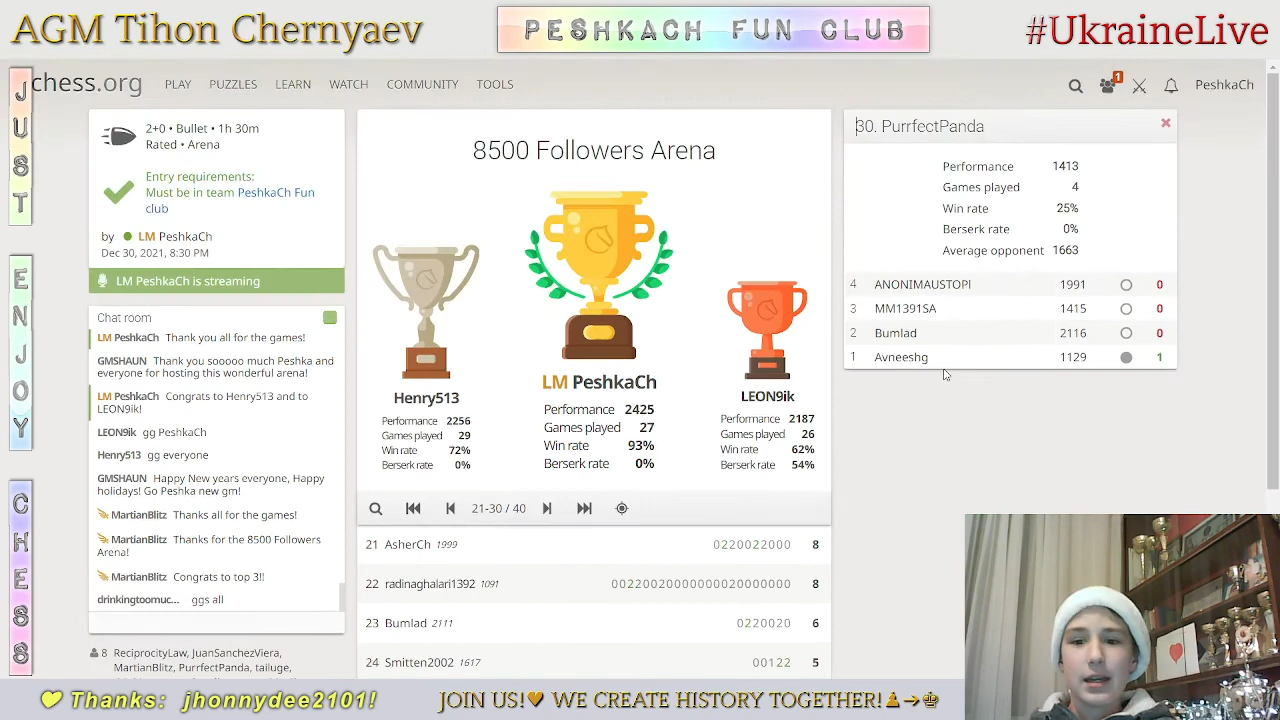 AGM Tihon Chernyaev
PESHKACH FUN CLUB
#UkraineLive
JUST
ENJOY
CHESS
chess.org
PLAY
PUZZLES
LEARN
WATCH
COMMUNITY
TOOLS
1
PeshkaCh
2+0 • Bullet • 1h 30m
Rated • Arena
Entry requirements:
Must be in team PeshkaCh Fun
club
by LM PeshkaCh
Dec 30, 2021, 8:30 PM
LM PeshkaCh is streaming
Chat room
LM PeshkaCh Thank you all for the games!
GMSHAUN Thank you sooooo much Peshka and
everyone for hosting this wonderful arena!
LM PeshkaCh Congrats to Henry513 and to
LEON9ik!
LEON9ik gg PeshkaCh
Henry513 gg everyone
GMSHAUN Happy New years everyone, Happy
holidays! Go Peshka new gm!
MartianBlitz Thanks all for the games!
MartianBlitz Thanks for the 8500 Followers
Arena!
MartianBlitz Congrats to top 3!!
drinkingtoomuc... ggs all
8 ReciprocityLaw, JuanSanchezViera,
MartianBlitz, PurrfectPanda, tailuge,
8500 Followers Arena
Henry513
Performance 2256
Games played 29
Win rate 72%
Berserk rate 0%
LM PeshkaCh
Performance 2425
Games played 27
Win rate 93%
Berserk rate 0%
LEON9ik
Performance 2187
Games played 26
Win rate 62%
Berserk rate 54%
21-30 / 40
21 AsherCh 1999 0220022000 8
22 radinaghalari1392 1091 00220020000000020000000 8
23 Bumlad 2111 0220020 6
24 Smitten2002 1617 00122 5
30. PurrfectPanda
Performance 1413
Games played 4
Win rate 25%
Berserk rate 0%
Average opponent 1663
4 ANONIMAUSTOPI 1991 0
3 MM1391SA 1415 0
2 Bumlad 2116 0
1 Avneeshg 1129 1
Thanks: jhonnydee2101!
JOIN US! WE CREATE HISTORY TOGETHER!